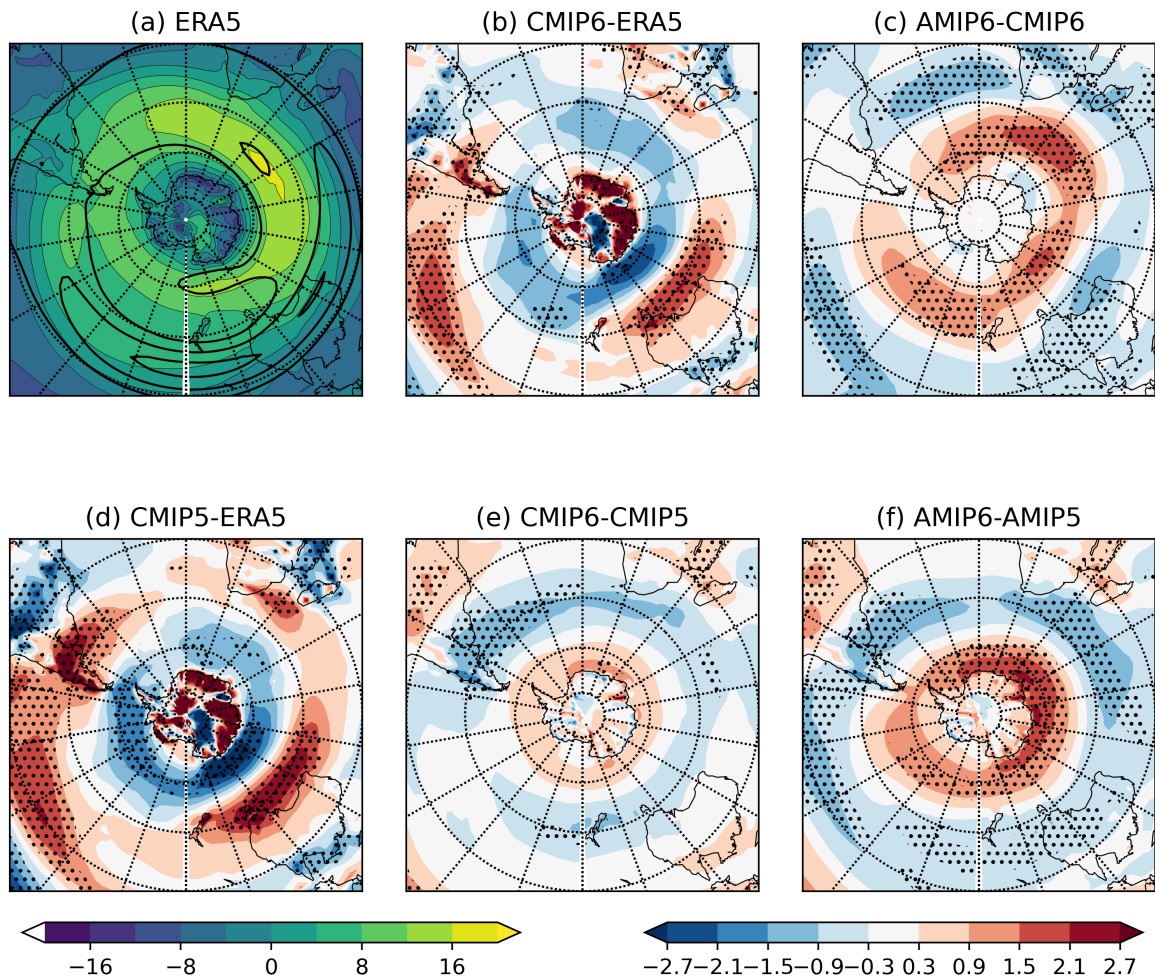 (a) ERA5
(b) CMIP6-ERA5
(c) AMIP6-CMIP6
(d) CMIP5-ERA5
(e) CMIP6-CMIP5
(f) AMIP6-AMIP5
−16 −8 0 8 16
−2.7 −2.1 −1.5 −0.9 −0.3 0.3 0.9 1.5 2.1 2.7